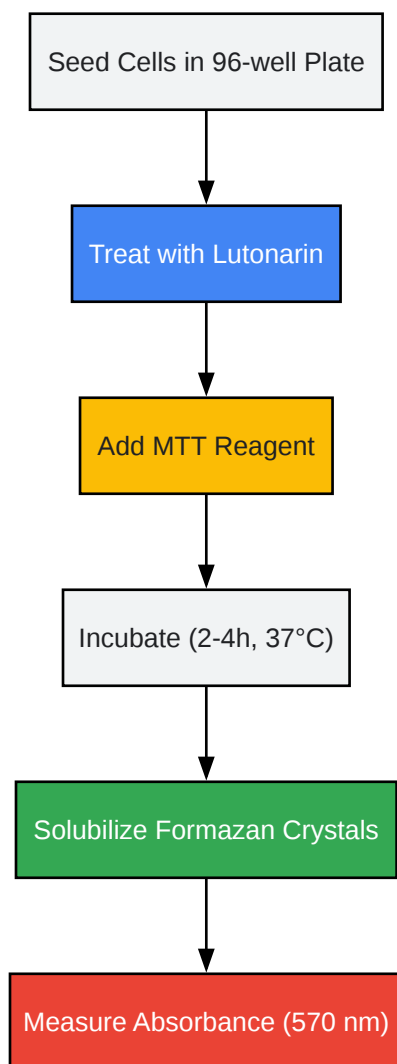 Seed Cells in 96-well Plate
Treat with Lutonarin
Add MTT Reagent
Incubate (2-4h, 37°C)
Solubilize Formazan Crystals
Measure Absorbance (570 nm)